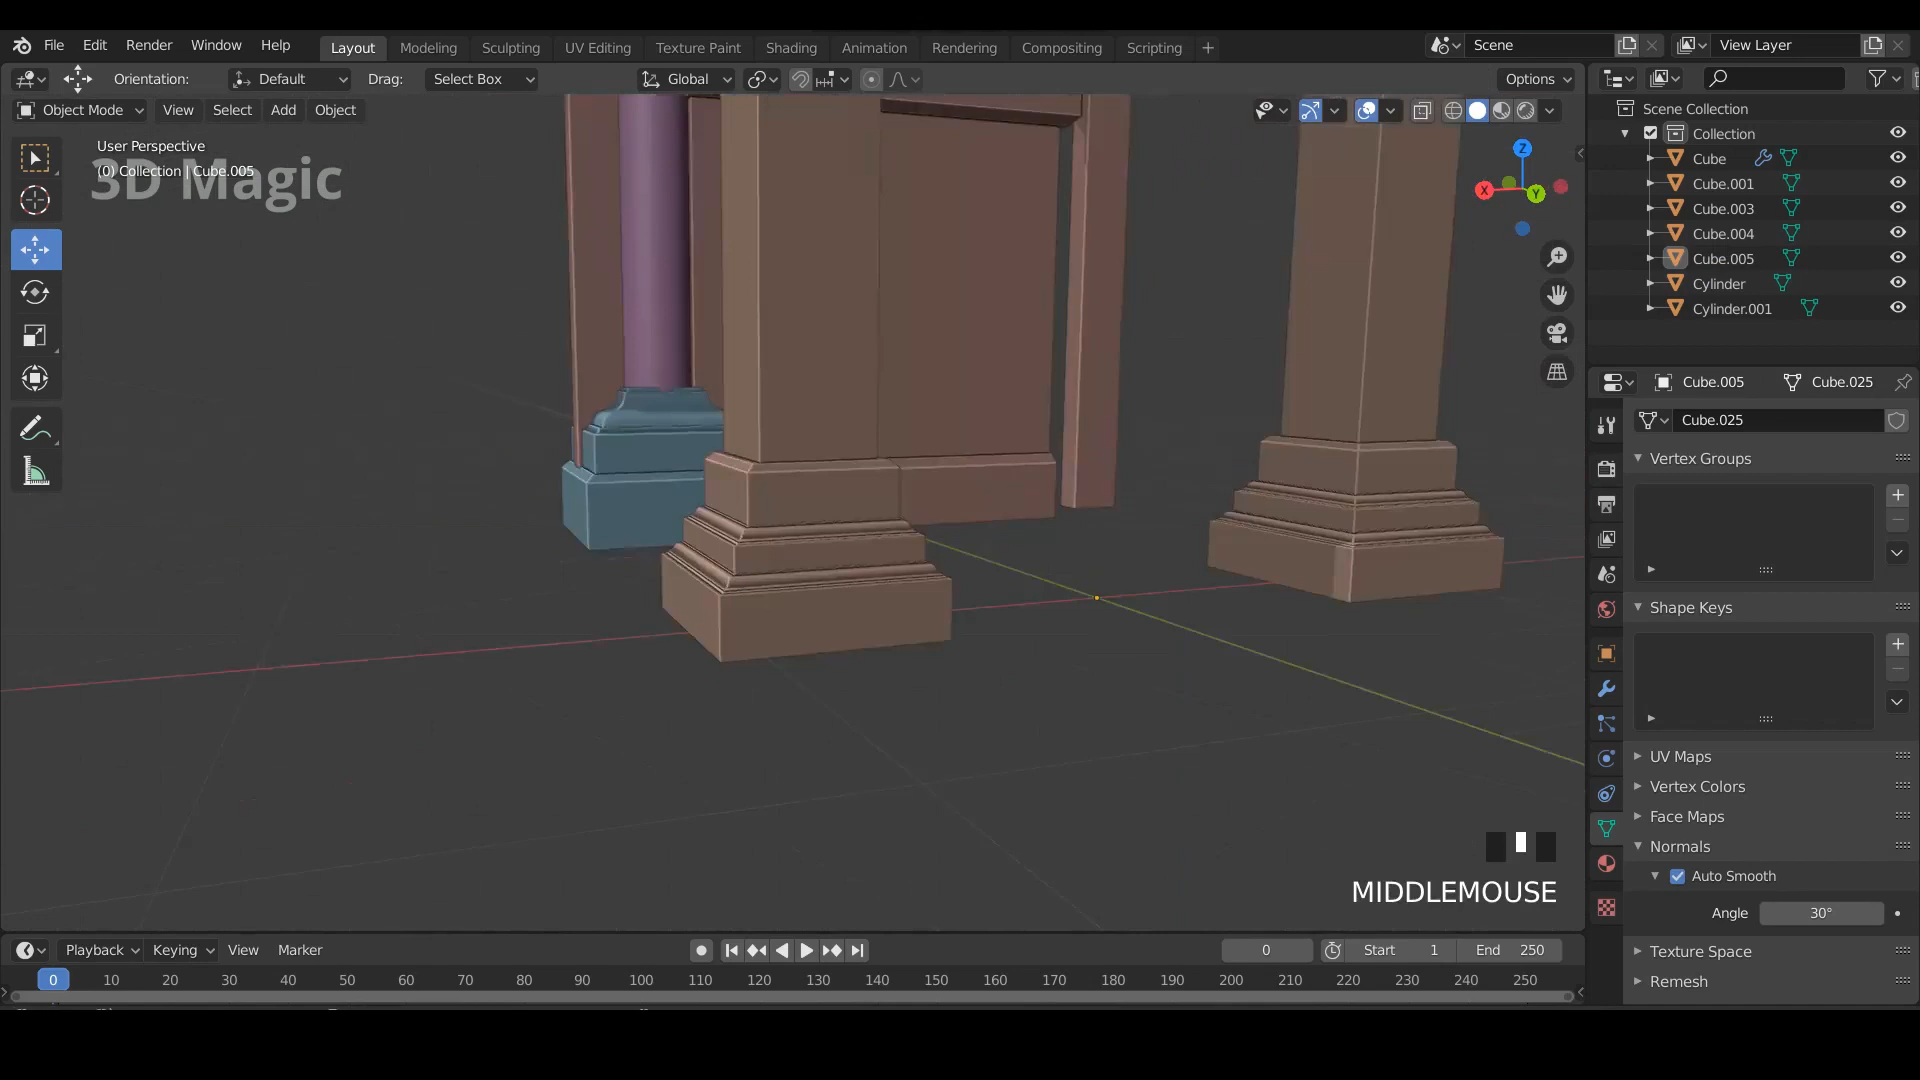 File Edit Render Window Help Layout Modeling Sculpting UV Editing Texture Paint Shading Animation Rendering Compositing Scripting + Scene View Layer
Orientation: Default Drag: Select Box Global Options
Object Mode View Select Add Object
User Perspective
(0) Collection | Cube.005
3D Magic
Z
X
Y
Scene Collection
Collection
Cube
Cube.001
Cube.003
Cube.004
Cube.005
Cylinder
Cylinder.001
Cube.005 Cube.025
Cube.025
Vertex Groups
Shape Keys
UV Maps
Vertex Colors
Face Maps
Normals
Auto Smooth
Angle 30°
Texture Space
Remesh
MIDDLEMOUSE
Playback Keying View Marker 0 Start 1 End 250
0 10 20 30 40 50 60 70 80 90 100 110 120 130 140 150 160 170 180 190 200 210 220 230 240 250